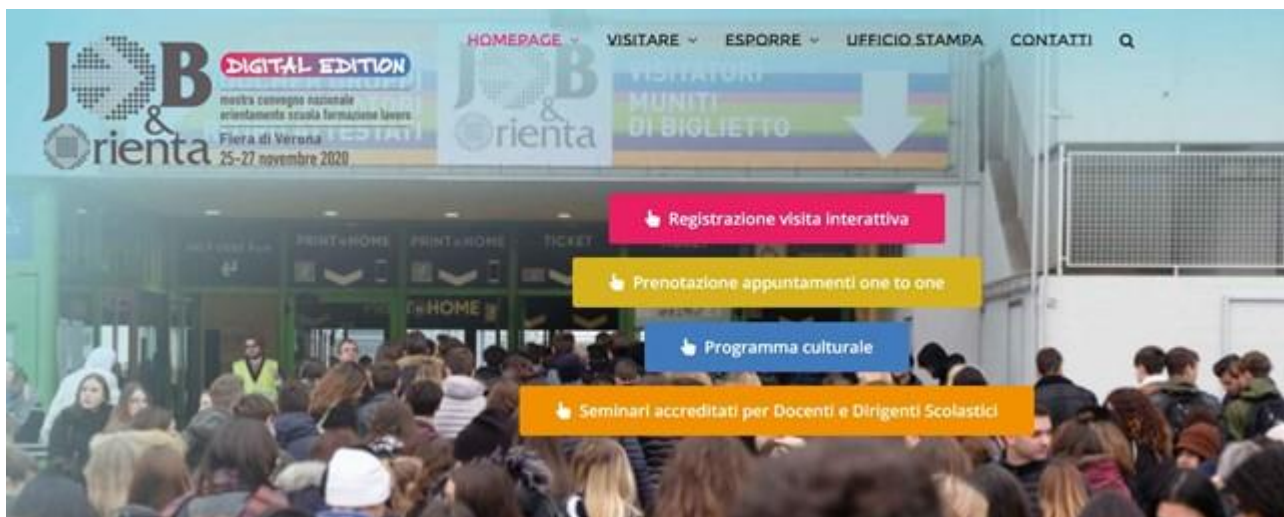 HOMEPAGE VISITARE ESPORRE UFFICIO STAMPA CONTATTI
JOB
&
Orienta
DIGITAL EDITION
mostra convegno nazionale
orientamento scuola formazione lavoro
Fiera di Verona
25-27 novembre 2020
JOB
&
Orienta
VISITATORI
MUNITI
DI BIGLIETTO
Registrazione visita interattiva
PRINT@HOME PRINT@HOME TICKET
Prenotazione appuntamenti one to one
HOME
Programma culturale
Seminari accreditati per Docenti e Dirigenti Scolastici